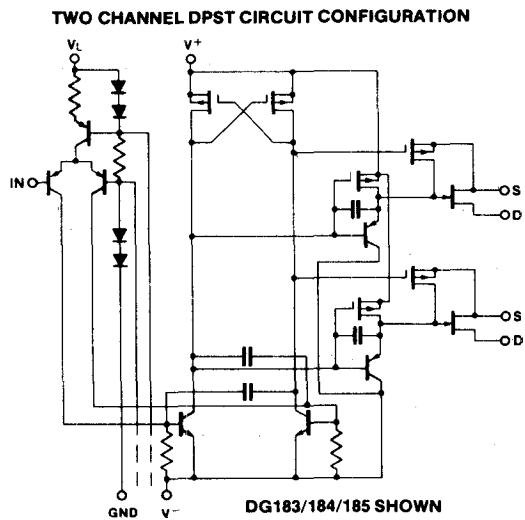 TWO CHANNEL DPST CIRCUIT CONFIGURATION
VL
V+
IN
S
D
S
D
GND
V−
DG183/184/185 SHOWN